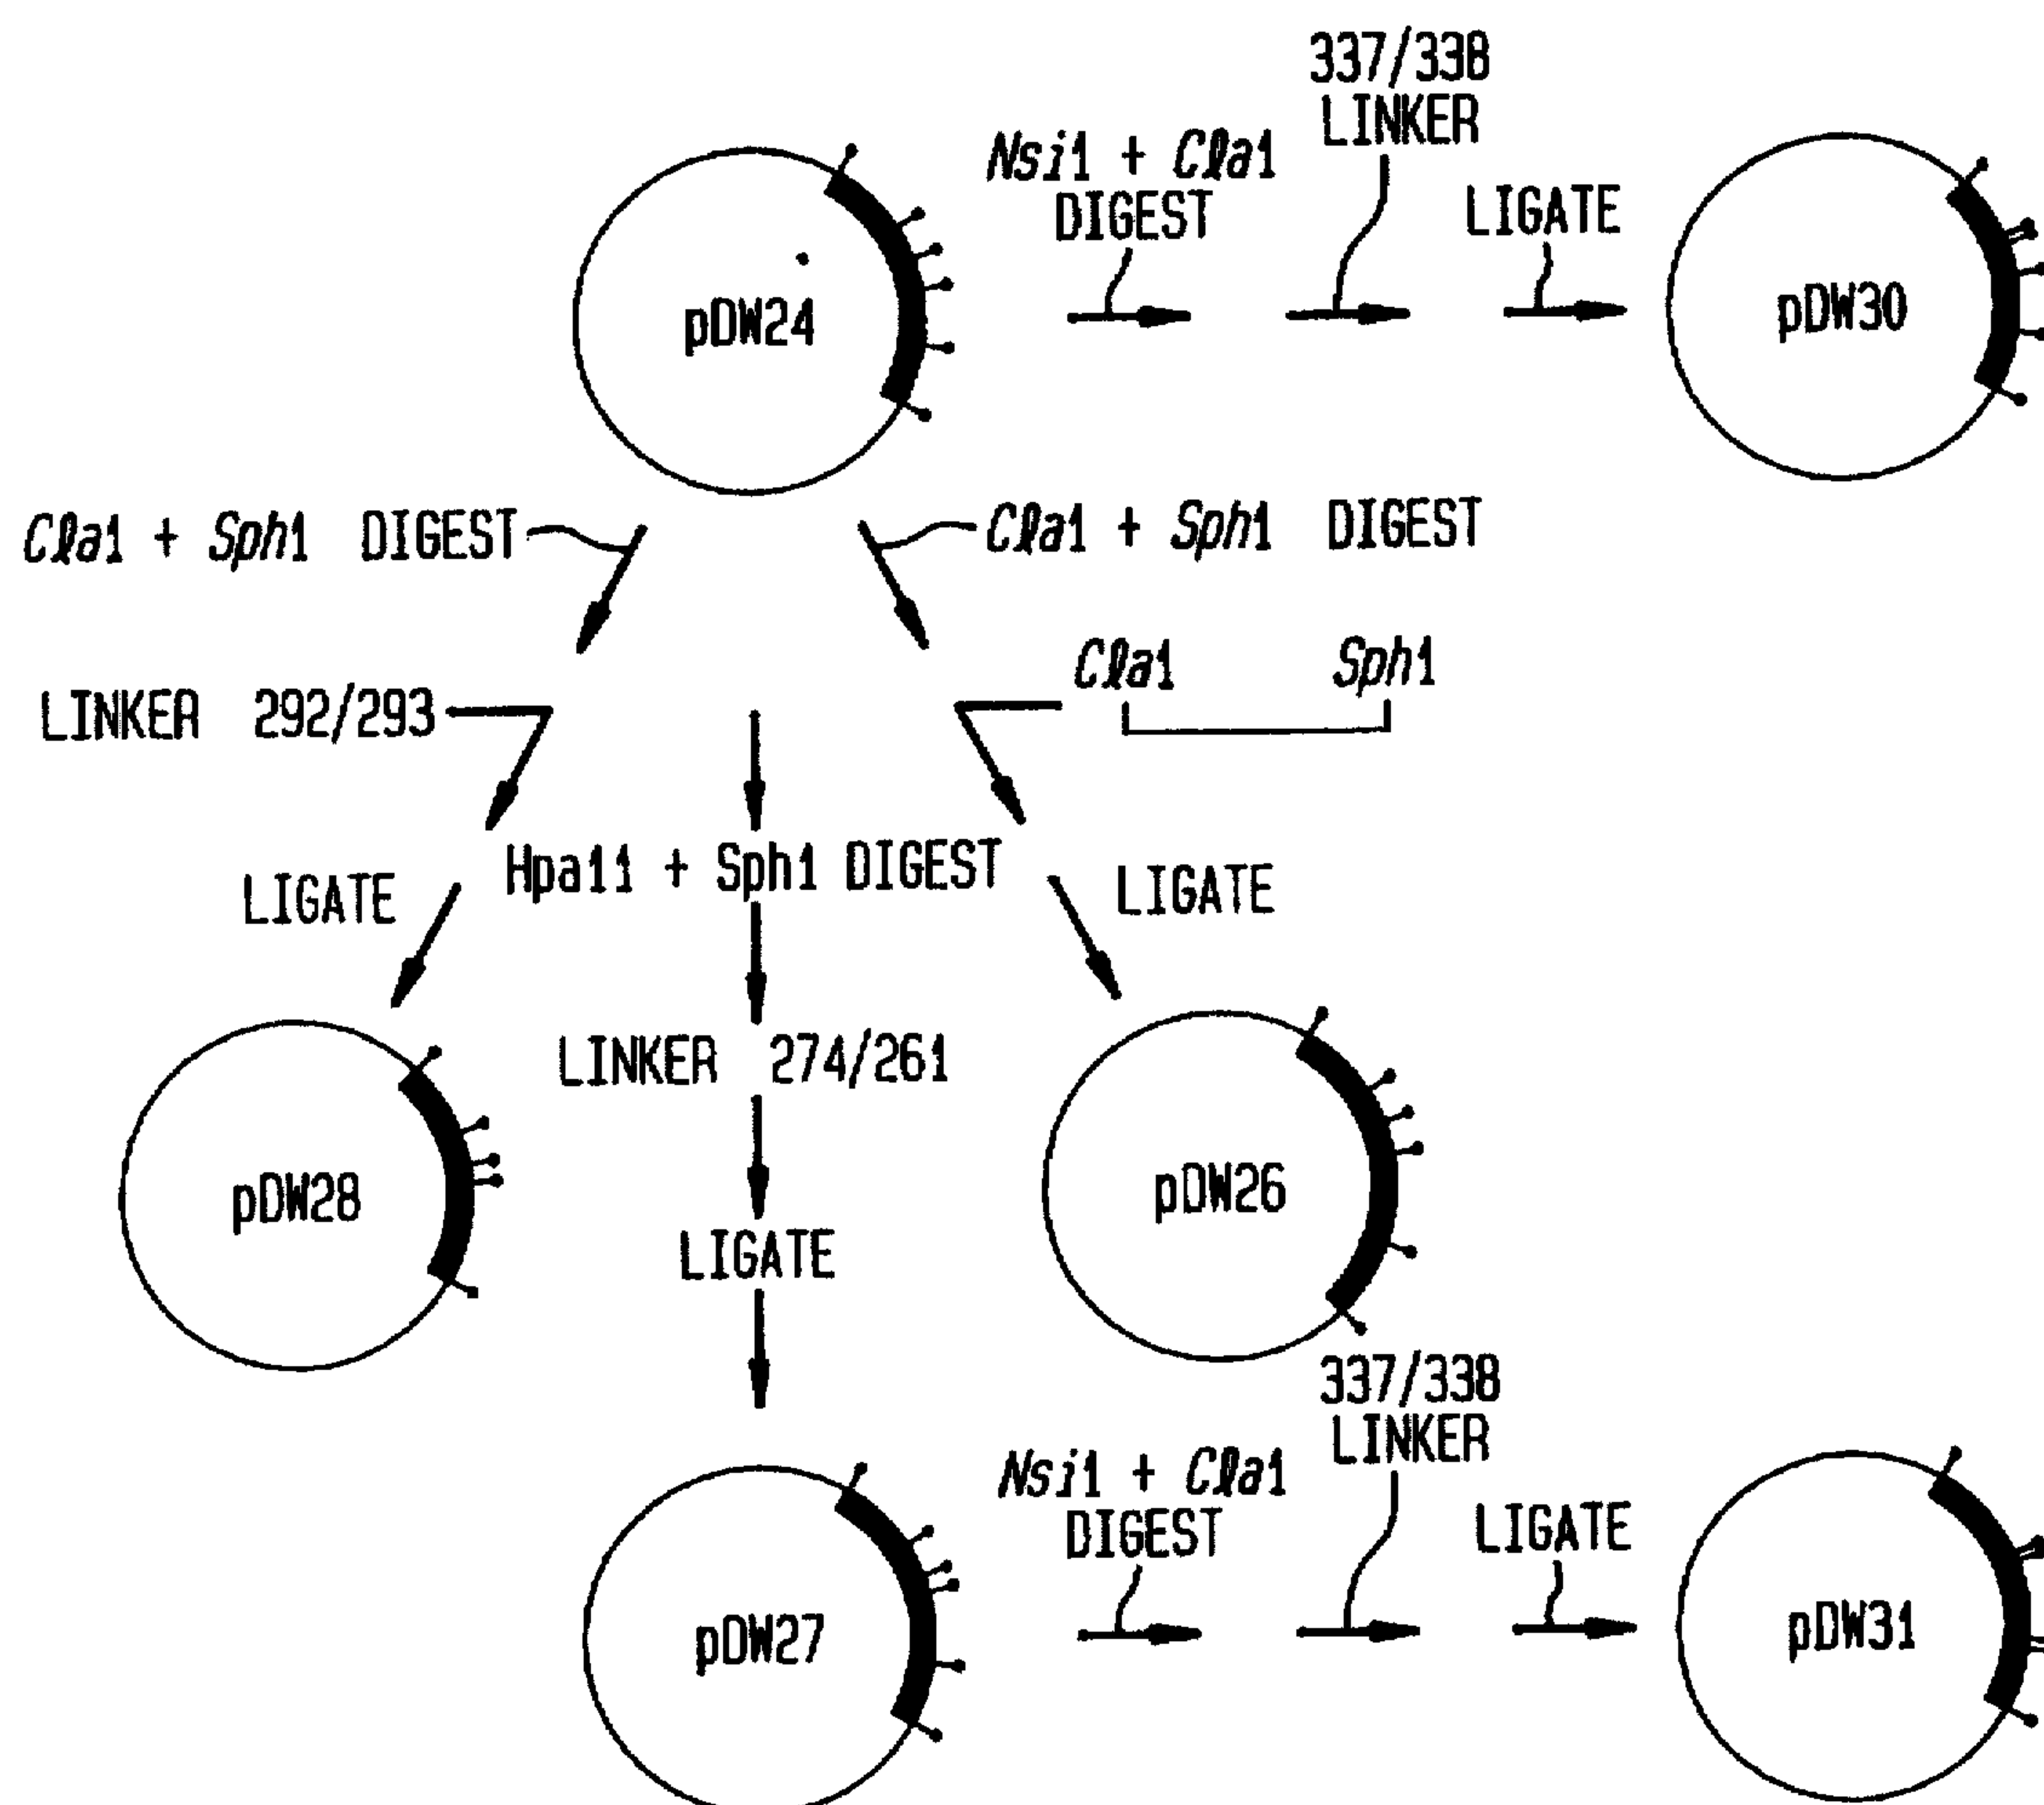 337/338
LINKER
Nsi1 + Cla1
DIGEST
LIGATE
pDW24
pDW30
Cla1 + Sph1 DIGEST
Cla1 + Sph1 DIGEST
Cla1 Sph1
LINKER 292/293
Hpa11 + Sph1 DIGEST
LIGATE
LIGATE
LINKER 274/261
pDW28
pDW26
LIGATE
337/338
LINKER
Nsi1 + Cla1
DIGEST
LIGATE
pDW27
pDW31